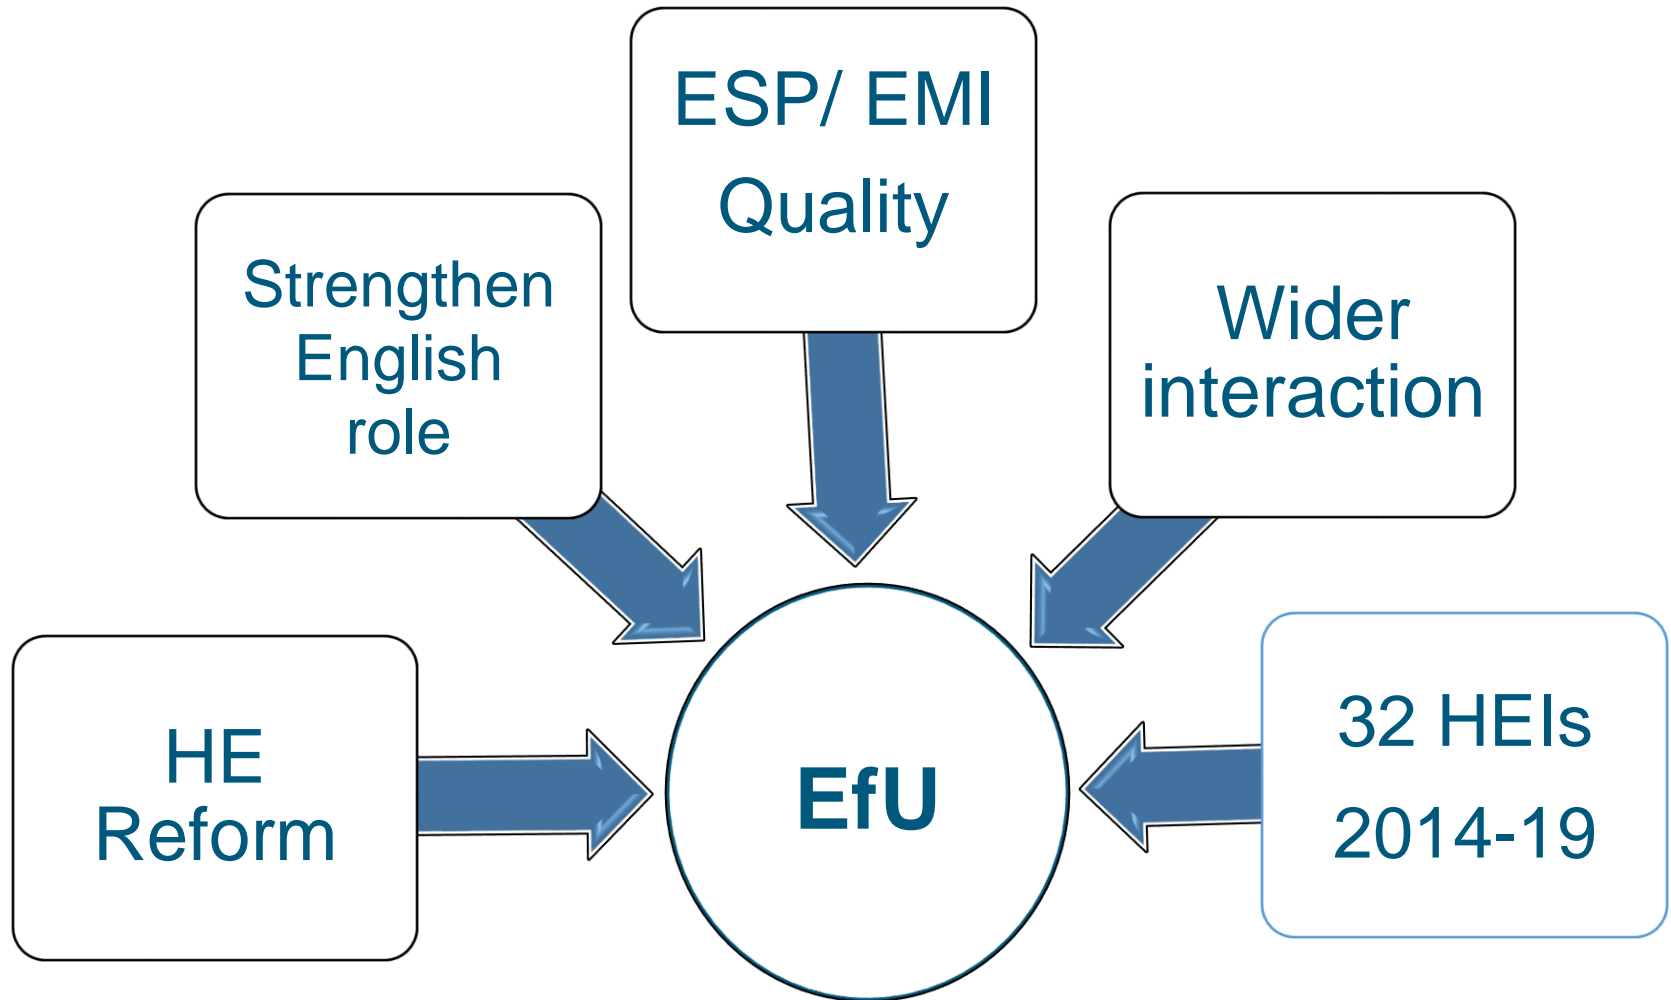 ESP/ EMI
Quality
Strengthen
English
role
Wider
interaction
HE
Reform
EfU
32 HEIs
2014-19